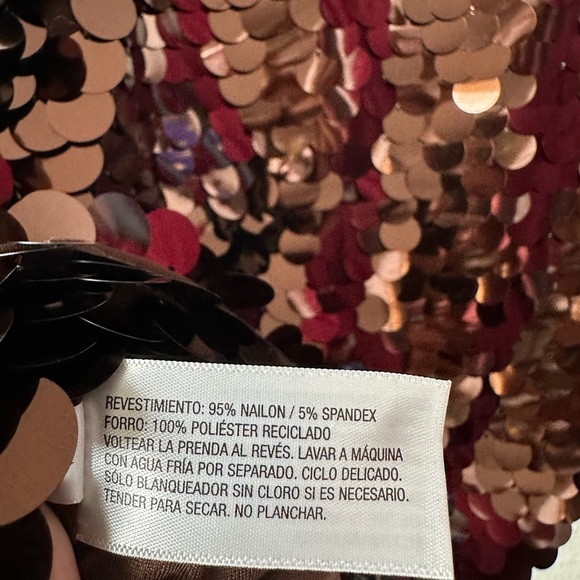 REVESTIMIENTO: 95% NAILON / 5% SPANDEX
FORRO: 100% POLIÉSTER RECICLADO
VOLTEAR LA PRENDA AL REVÉS. LAVAR A MÁQUINA
CON AGUA FRÍA POR SEPARADO. CICLO DELICADO.
SÓLO BLANQUEADOR SIN CLORO SI ES NECESARIO.
TENDER PARA SECAR. NO PLANCHAR.